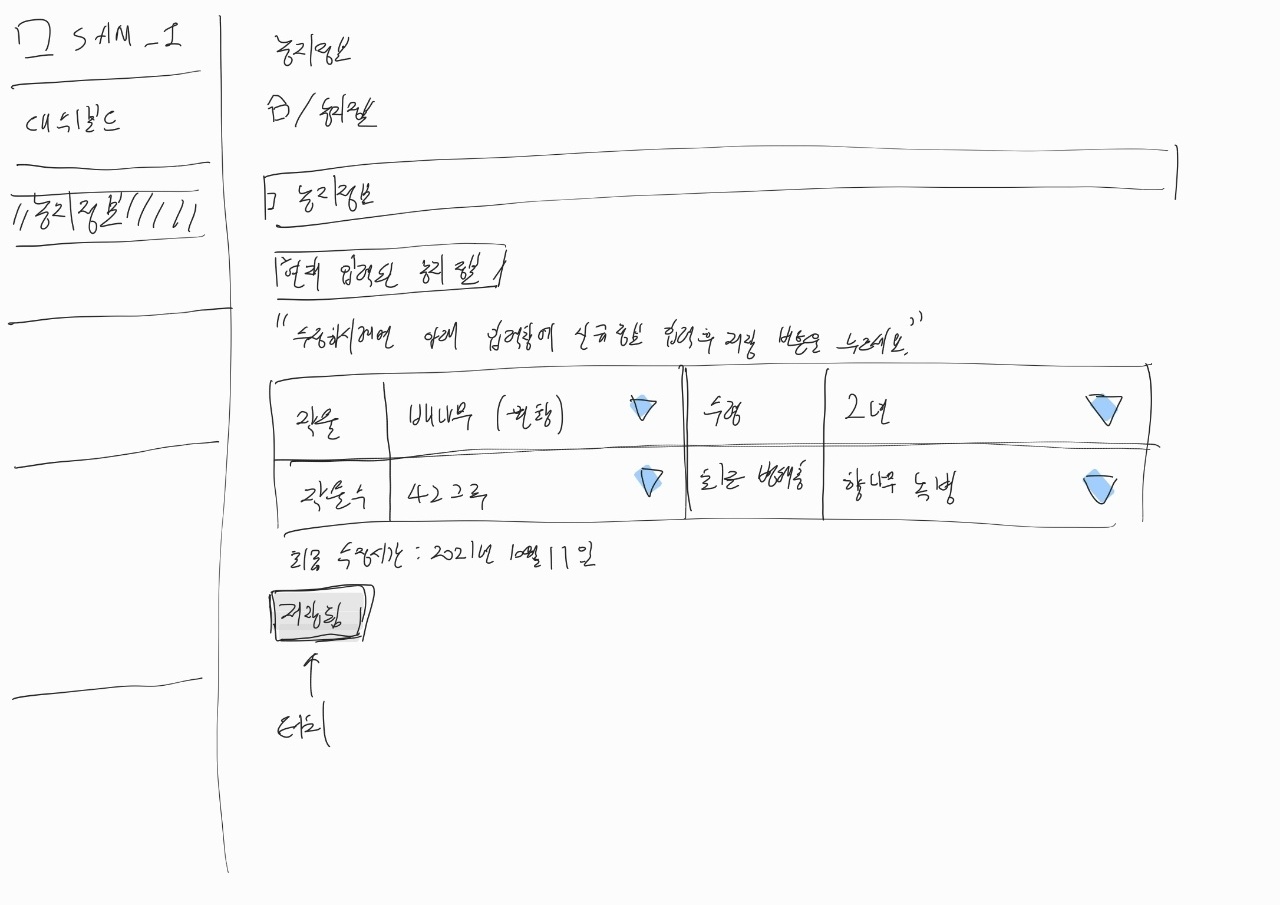 SAM_I
대쉬보드
농지정보
농지정보
/ 농지정보
농지정보
현재 입력된 농지정보
"수정하시려면 아래 입력창에 신규정보 입력 후 저장 버튼을 누르세요."
작물 배나무 수령 2년
작물수 42그루 최근 병해충 향나무 녹병
최종 수정시간 : 2021년 10월 11일
저장됨
터치